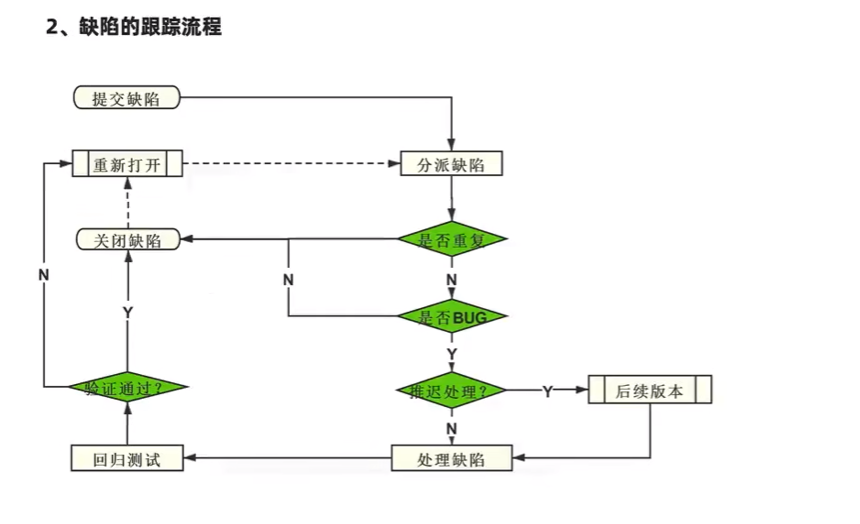 2、缺陷的跟踪流程
提交缺陷
重新打开
分派缺陷
关闭缺陷
是否重复
N
N
N
是否BUG
Y
Y
验证通过?
推迟处理?
Y
后续版本
N
回归测试
处理缺陷